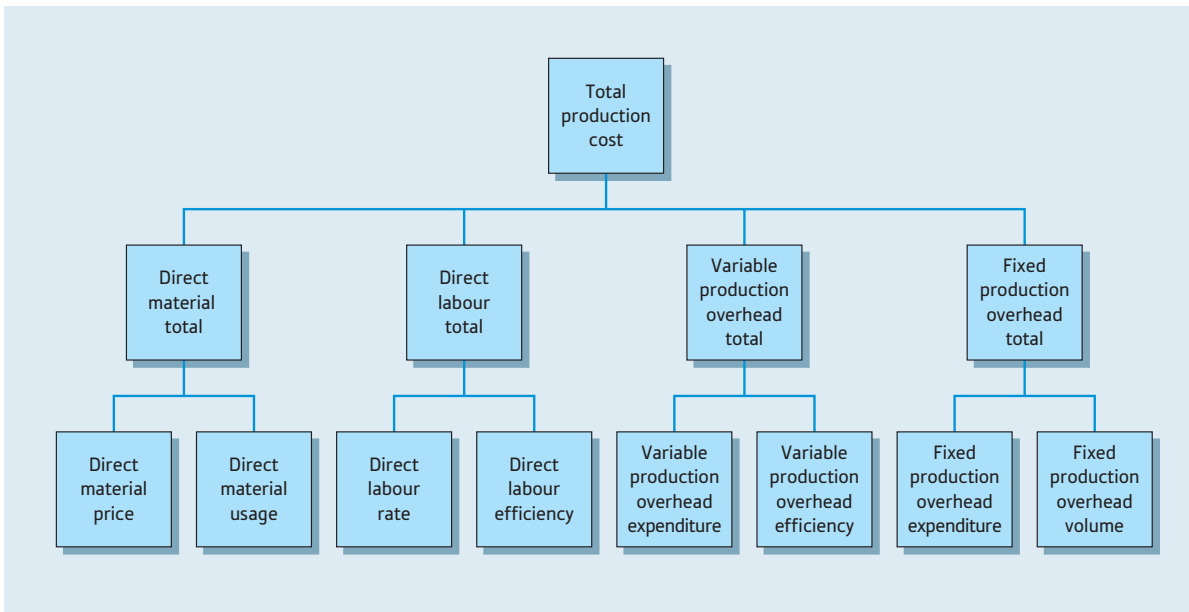 Total
production
cost
Direct
material
total
Direct
labour
total
Variable
production
overhead
total
Fixed
production
overhead
total
Direct
material
price
Direct
material
usage
Direct
labour
rate
Direct
labour
efficiency
Variable
production
overhead
expenditure
Variable
production
overhead
efficiency
Fixed
production
overhead
expenditure
Fixed
production
overhead
volume